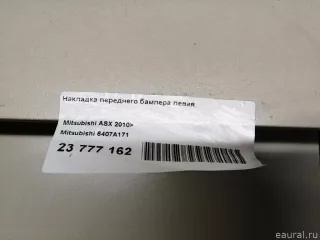 Накладка переднего бампера левая
Mitsubishi ASX 2010>
Mitsubishi 6407A171
23 777 162
eaural.ru